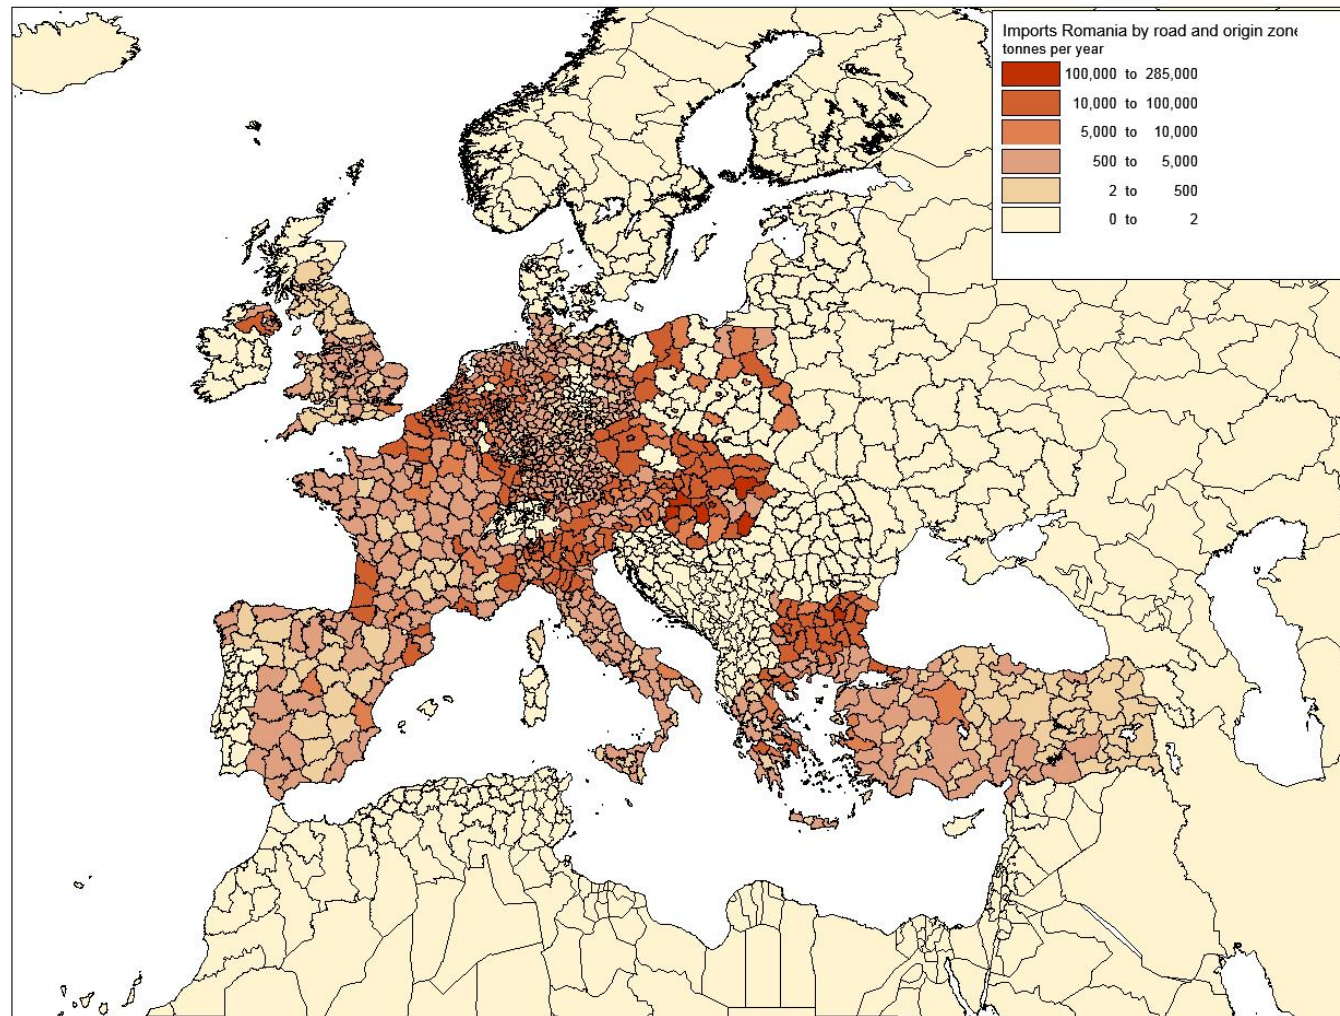 Imports Romania by road and origin zone
tonnes per year
100,000 to 285,000
10,000 to 100,000
5,000 to 10,000
500 to 5,000
2 to 500
0 to 2